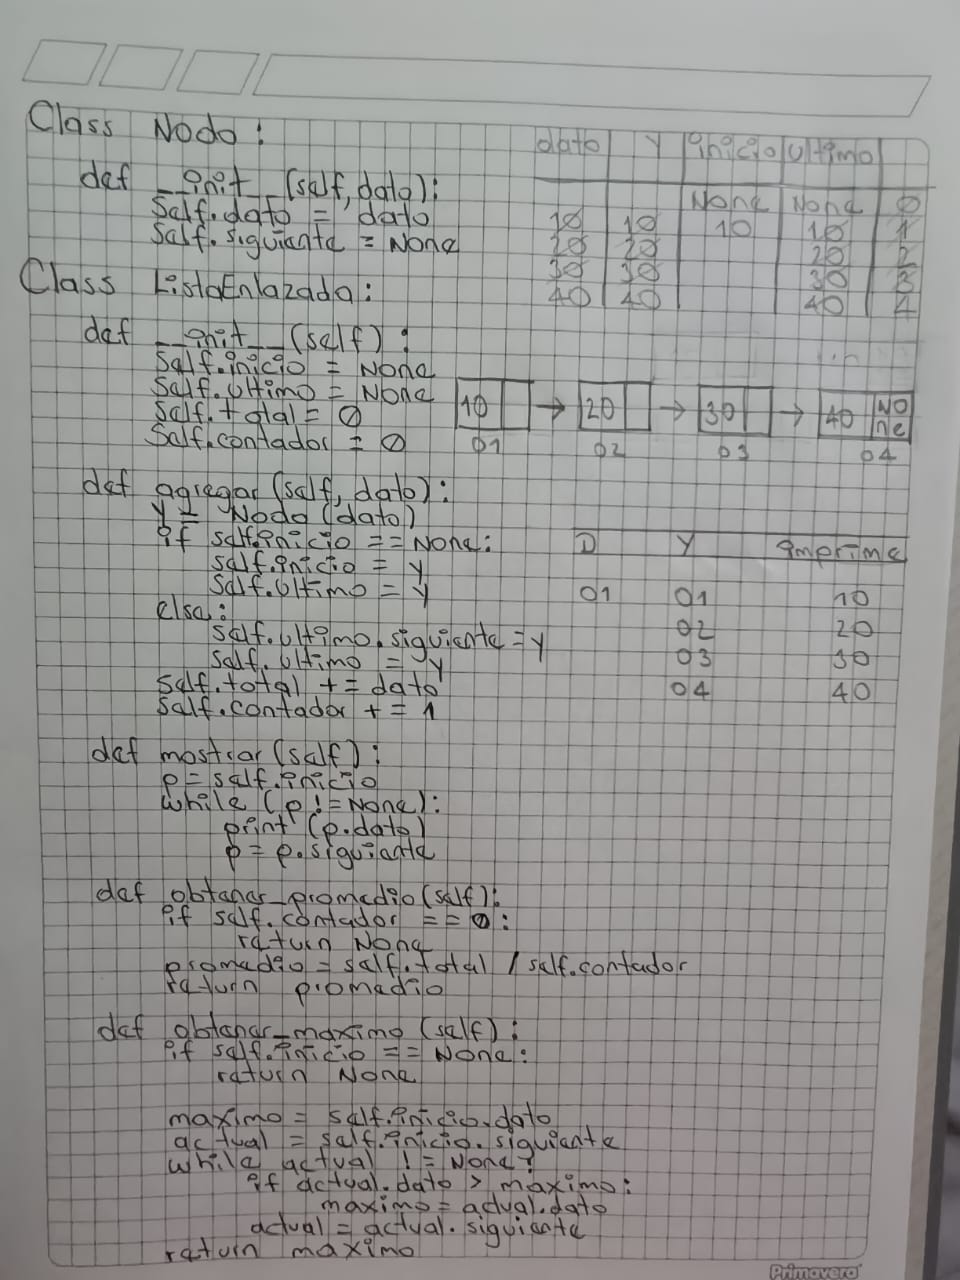 Class Nodo:
def __init__(self,dato):
Self.dato = dato
Self.siguiente = None
Class ListaEnlazada:
def __init__(self):
Self.inicio = None
Self.ultimo = None
Self.total = 0
Self.contador = 0
def agregar(self, dato):
y = Nodo(dato)
if self.inicio == None:
self.inicio = y
self.ultimo = y
else:
self.ultimo.siguiente = y
self.ultimo = y
self.total += dato
self.contador += 1
def mostrar(self):
p = self.inicio
while (p != None):
print (p.dato)
p = p.siguiente
def obtener_promedio(self):
if self.contador == 0:
return None
promedio = self.total / self.contador
return promedio
def obtener_maximo (self):
if self.inicio == None:
return None
maximo = self.inicio.dato
actual = self.inicio.siguiente
while actual != None:
if actual.dato > maximo:
maximo = actual.dato
actual = actual.siguiente
return maximo
dato Y inicio ultimo
None None 0
10 10 10 10 1
20 20 20 2
30 30 30 3
40 40 40 4
10 → 20 → 30 → 40 None
01 02 03 04
D Y imprime
01 01 10
02 20
03 30
04 40
Primavera